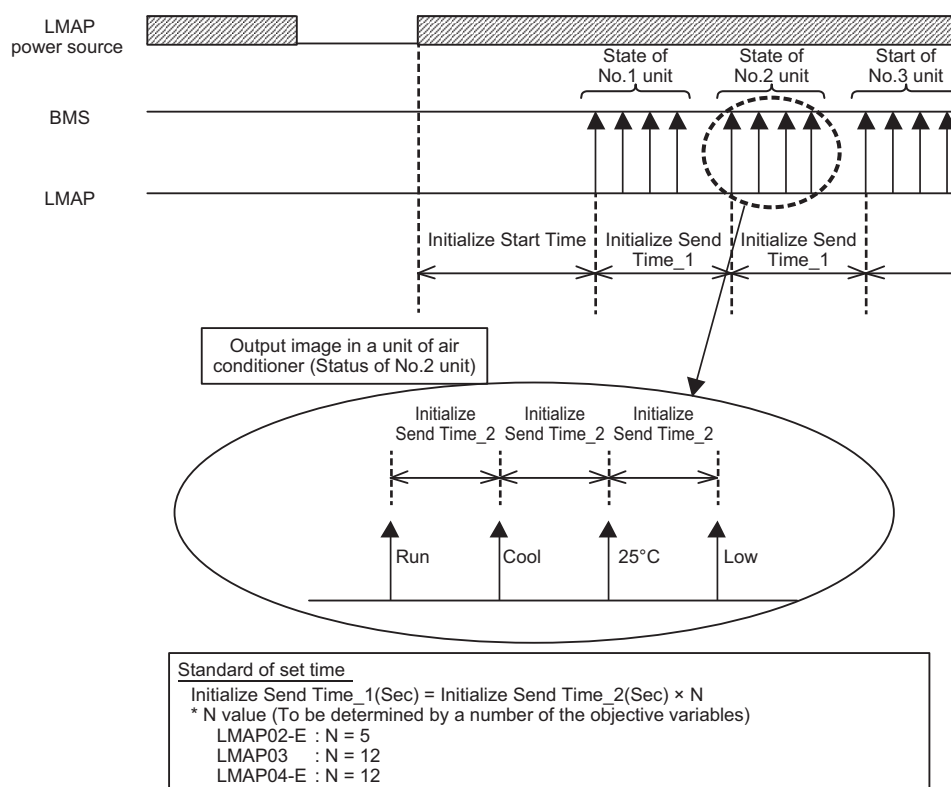 LMAP
power source
State of
No.1 unit
State of
No.2 unit
Start of
No.3 unit
BMS
LMAP
Initialize Start Time
Initialize Send
Time_1
Initialize Send
Time_1
Output image in a unit of air
conditioner (Status of No.2 unit)
Initialize
Send Time_2
Initialize
Send Time_2
Initialize
Send Time_2
Run
Cool
25°C
Low
Standard of set time
Initialize Send Time_1(Sec) = Initialize Send Time_2(Sec) × N
* N value (To be determined by a number of the objective variables)
LMAP02-E : N = 5
LMAP03 : N = 12
LMAP04-E : N = 12